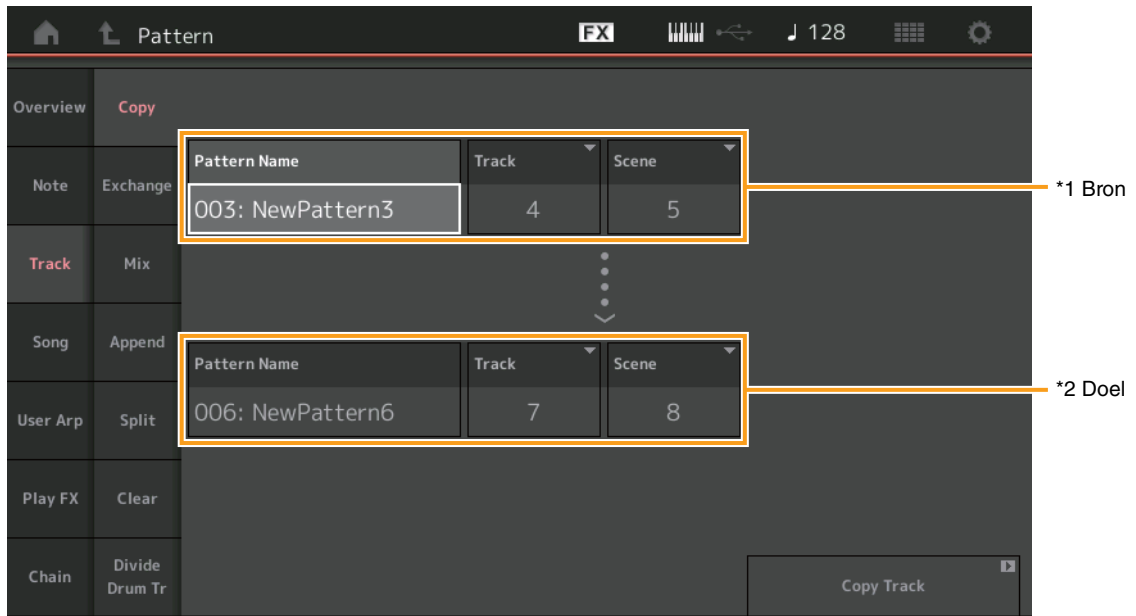 Pattern
FX
128
Overview
Copy
Pattern Name
Track
Scene
Note
Exchange
003: NewPattern3
4
5
*1 Bron
Track
Mix
Song
Append
Pattern Name
Track
Scene
*2 Doel
User Arp
Split
006: NewPattern6
7
8
Play FX
Clear
Chain
Divide
Drum Tr
Copy Track